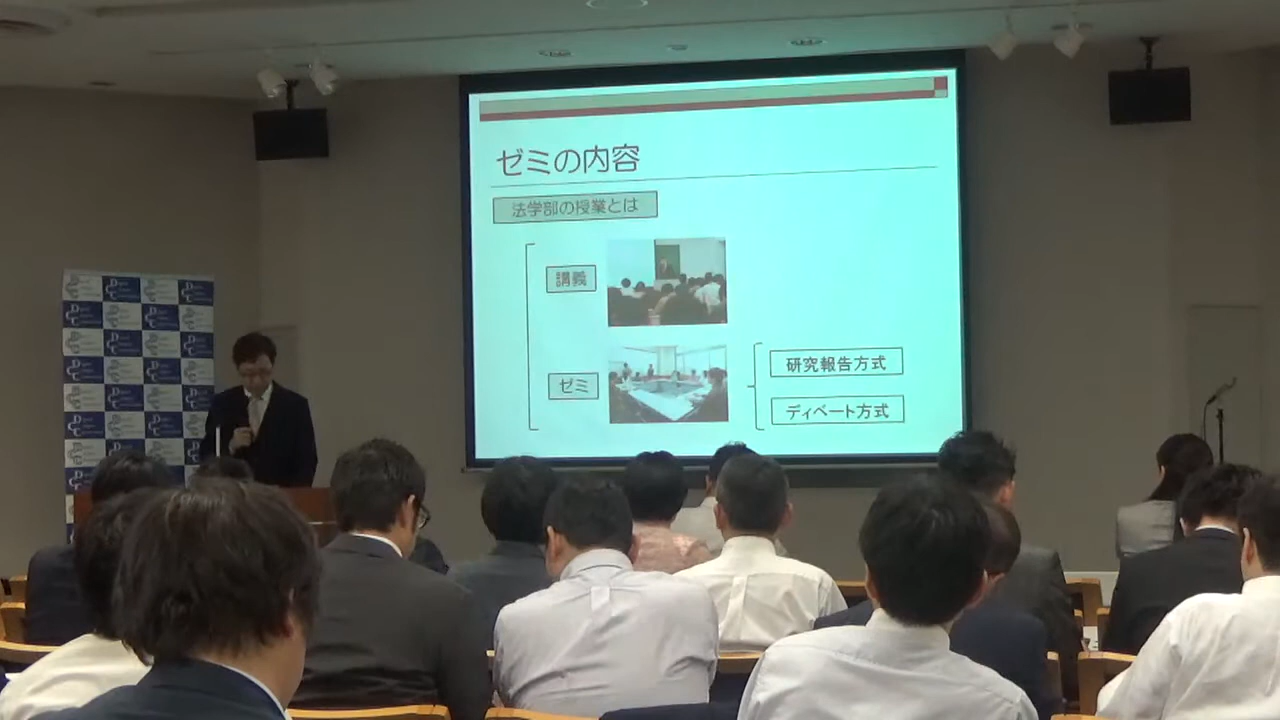 ゼミの内容
法学部の授業とは
講義
ゼミ
研究報告方式
ディベート方式